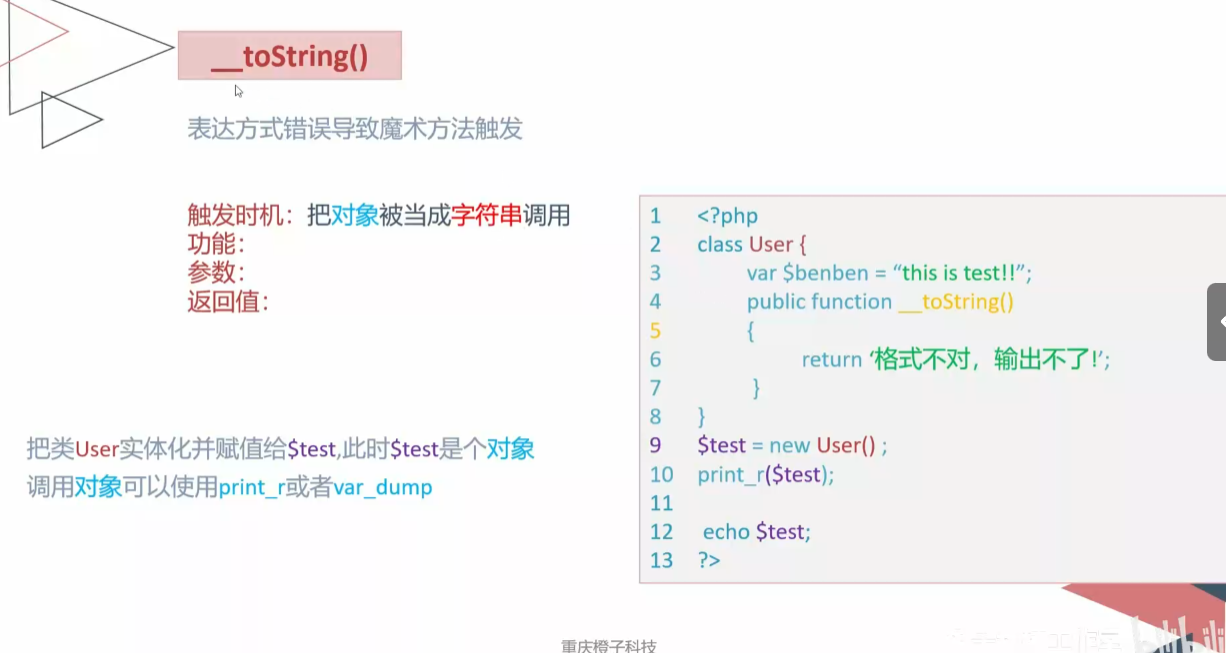 __toString()
表达方式错误导致魔术方法触发
触发时机：把对象被当成字符串调用
功能：
参数：
返回值：
把类User实体化并赋值给$test,此时$test是个对象
调用对象可以使用print_r或者var_dump
1 <?php
2 class User {
3 var $benben = “this is test!!”;
4 public function __toString()
5 {
6 return ‘格式不对，输出不了!’;
7 }
8 }
9 $test = new User() ;
10 print_r($test);
11
12 echo $test;
13 ?>
重庆橙子科技